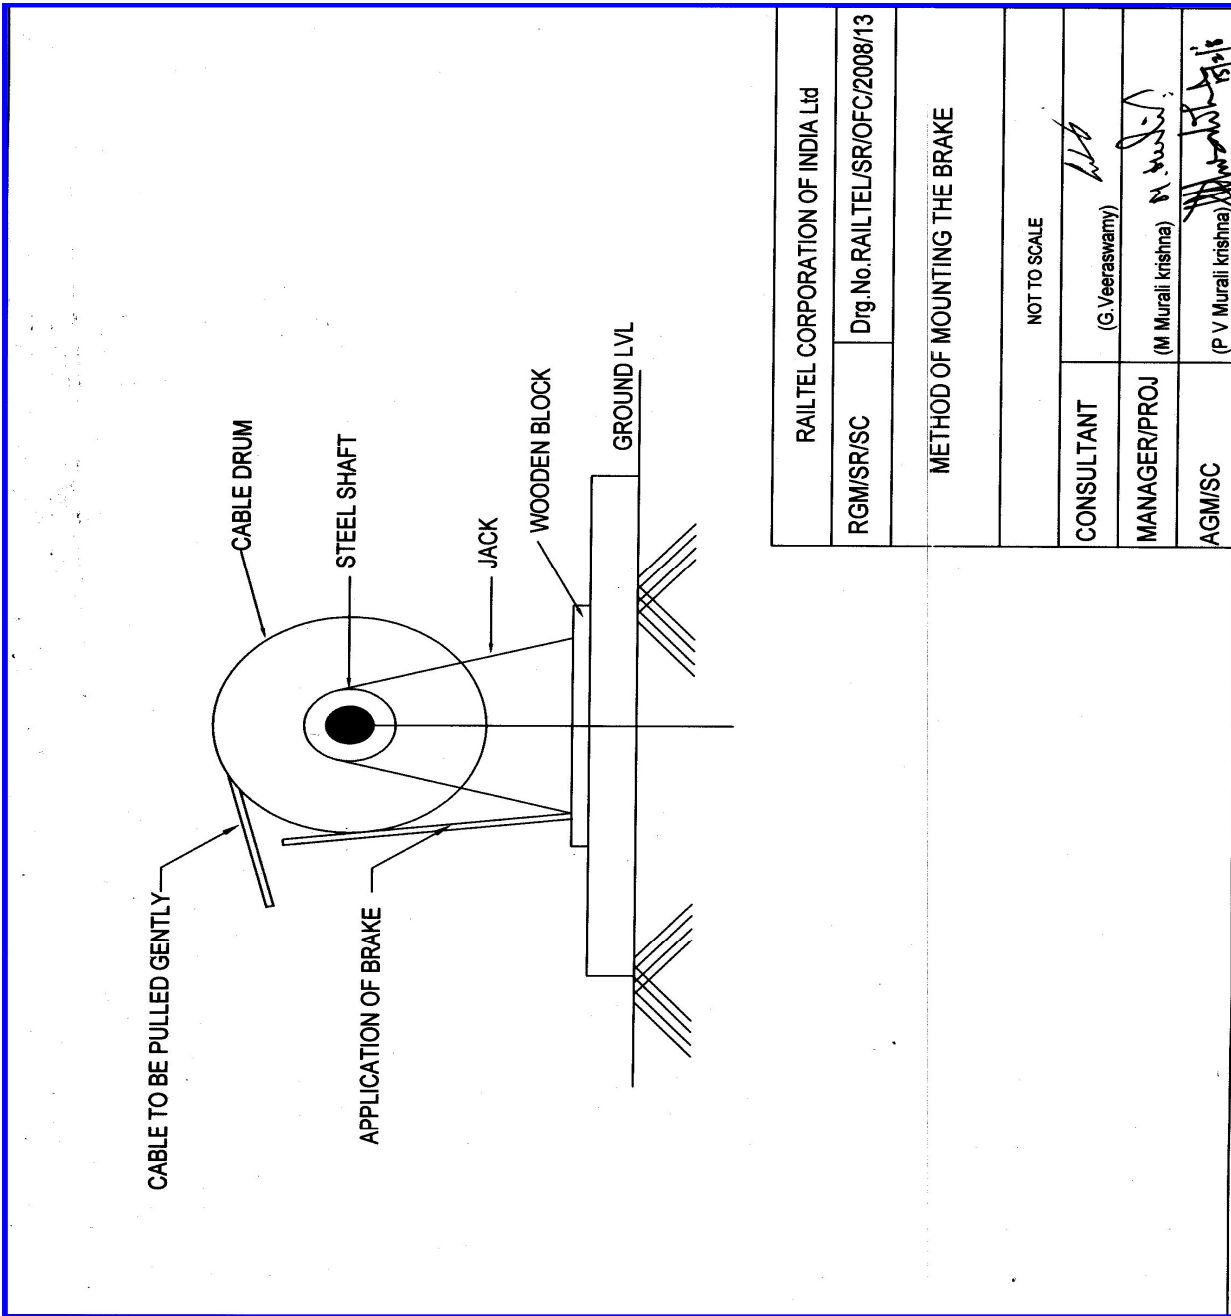 CABLE TO BE PULLED GENTLY
APPLICATION OF BRAKE
CABLE DRUM
STEEL SHAFT
JACK
WOODEN BLOCK
GROUND LVL
RAILTEL CORPORATION OF INDIA Ltd
RGM/SR/SC Drg.No.RAILTEL/SR/OFC/2008/13
METHOD OF MOUNTING THE BRAKE
NOT TO SCALE
CONSULTANT (G.Veeraswamy)
MANAGER/PROJ (M Murali krishna)
AGM/SC (P V Murali krishna)